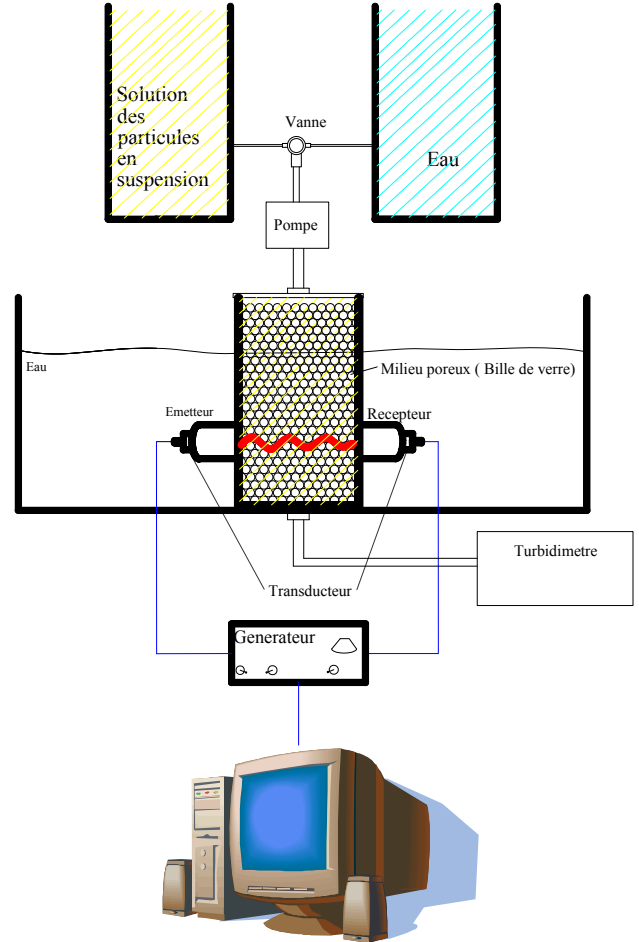 Solution
des
particules
en
suspension
Vanne
Eau
Pompe
Eau
Milieu poreux ( Bille de verre)
Emetteur
Recepteur
Turbidimetre
Transducteur
Generateur